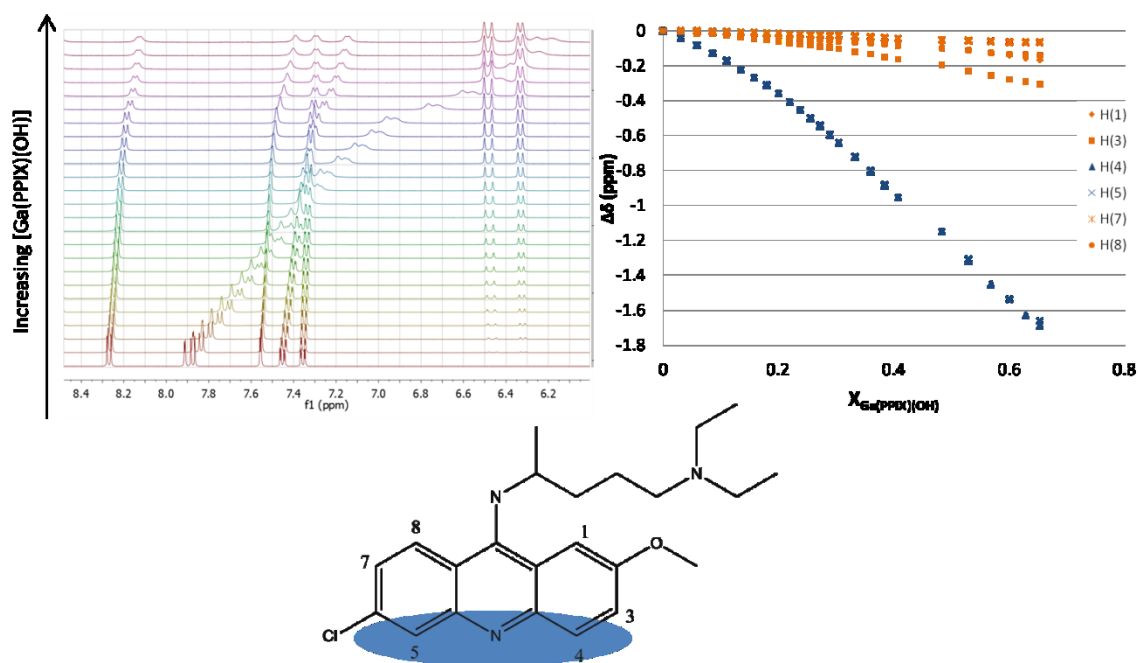 Increasing [Ga(PPIX)(OH)]
8.4 8.2 8.0 7.8 7.6 7.4 7.2 7.0 6.8 6.6 6.4 6.2
f1 (ppm)
Δδ (ppm)
0
-0.2
-0.4
-0.6
-0.8
-1
-1.2
-1.4
-1.6
-1.8
0 0.2 0.4 0.6 0.8
X Ga(PPIX)(OH)
H(1)
H(3)
H(4)
H(5)
H(7)
H(8)
N
N
8
1
O
7
3
Cl
5
N
4